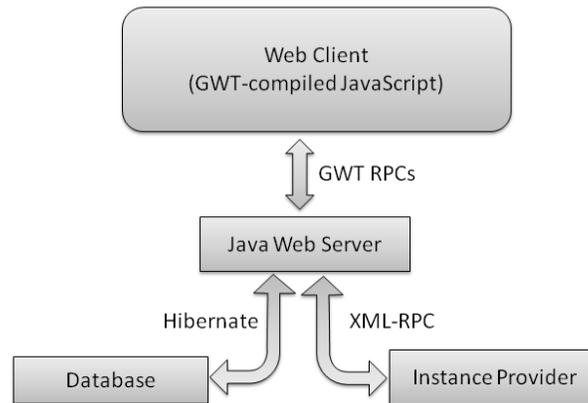 Web Client
(GWT-compiled JavaScript)
GWT RPCs
Java Web Server
Hibernate
XML-RPC
Database
Instance Provider